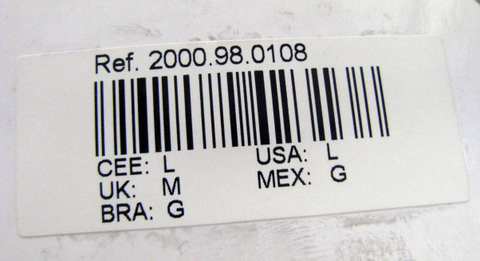 Ref. 2000.98.0108
CEE: L USA: L
UK: M MEX: G
BRA: G